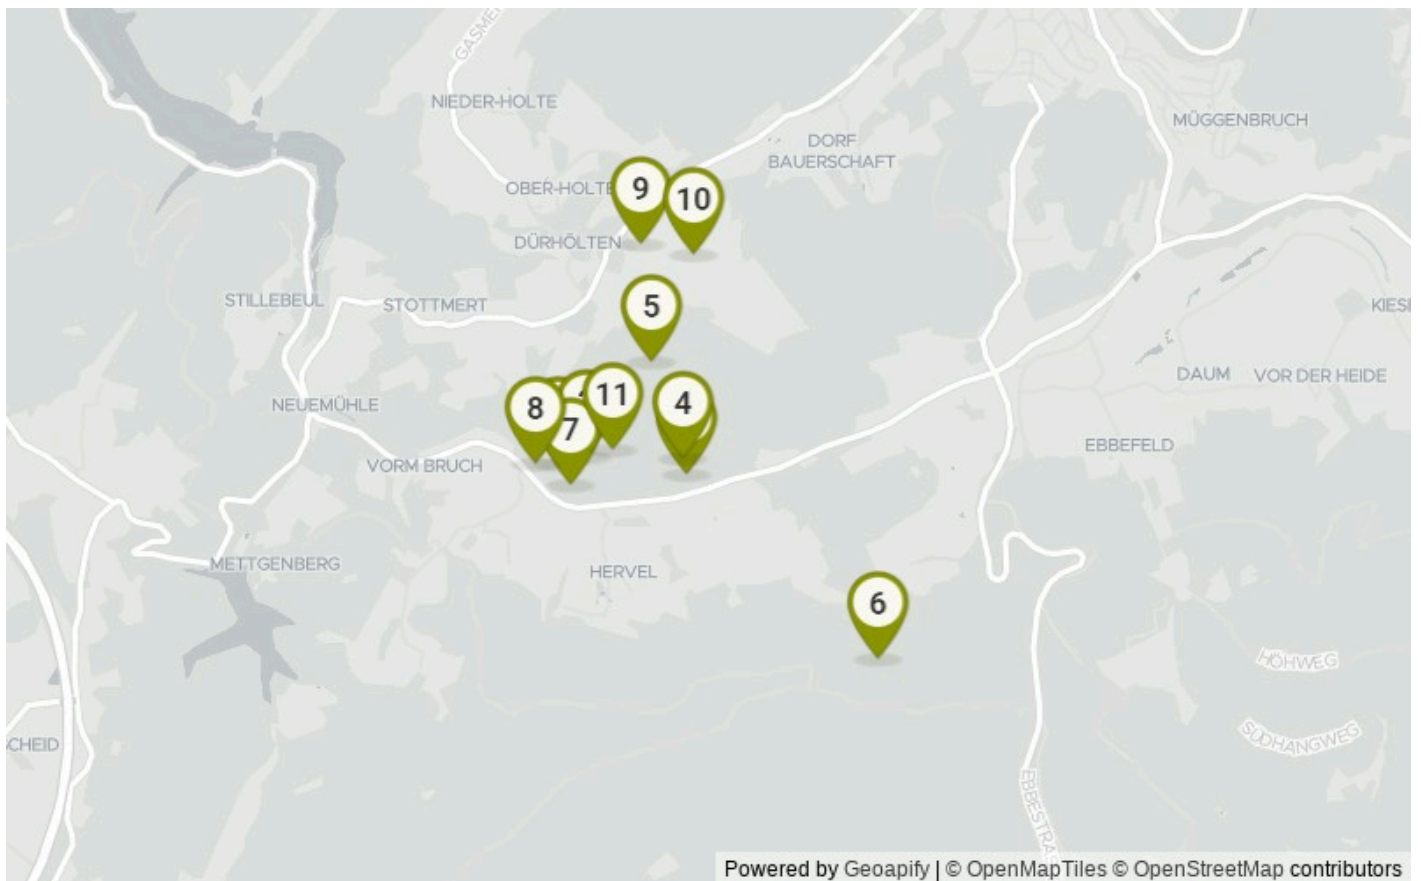 NIEDER-HOLTE
MÜGGENBRUCH
DORF
BAUERSCHAFT
OBER-HOLTE
9
10
DÜRHÖLTEN
STILLEBEUL
STOTTMERT
5
DAUM
VOR DER HEIDE
NEUEMÜHLE
8
11
4
7
VORM BRUCH
EBBEFELD
METTGENBERG
HERVEL
6
HÖHWEG
SÜDHANGWEG
Powered by Geoapify | © OpenMapTiles © OpenStreetMap contributors